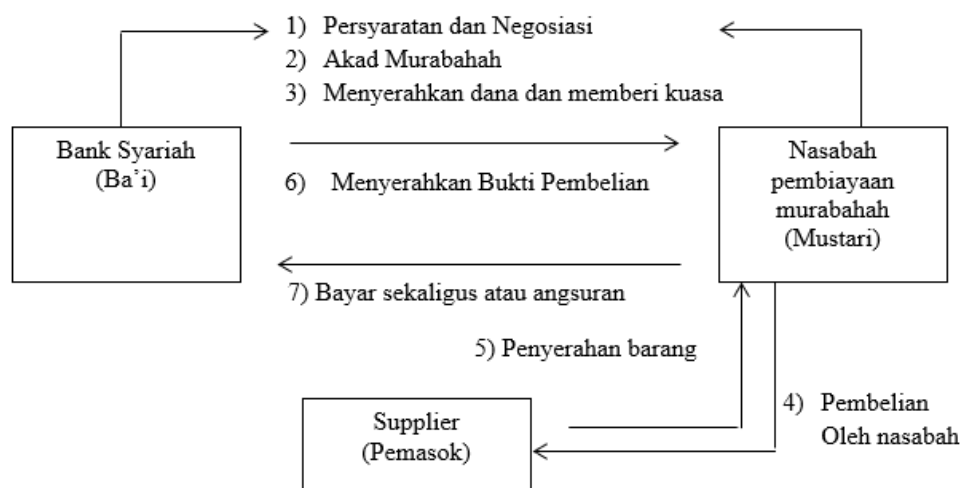 1) Persyaratan dan Negosiasi
2) Akad Murabahah
3) Menyerahkan dana dan memberi kuasa
Bank Syariah
(Ba'i)
Nasabah
pembiayaan
murabahah
(Mustari)
6) Menyerahkan Bukti Pembelian
7) Bayar sekaligus atau angsuran
5) Penyerahan barang
4) Pembelian
Oleh nasabah
Supplier
(Pemasok)